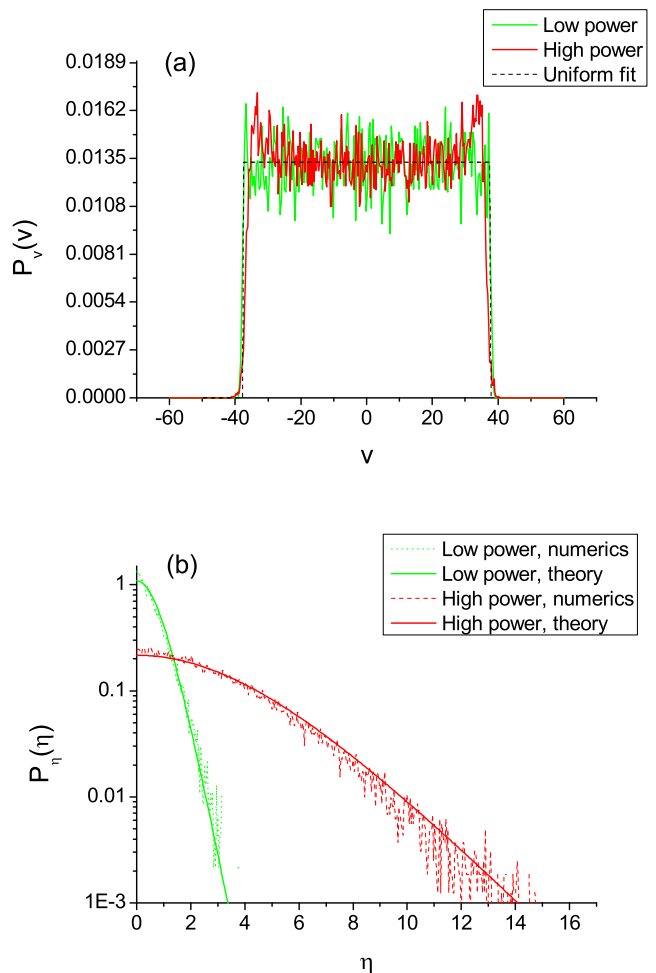 Low power
High power
Uniform fit
(a)
0.0189
0.0162
0.0135
0.0108
0.0081
0.0054
0.0027
0.0000
-60 -40 -20 0 20 40 60
Pv(v)
v
(b)
Low power, numerics
Low power, theory
High power, numerics
High power, theory
1
0.1
0.01
1E-3
0 2 4 6 8 10 12 14 16
Pη(η)
η